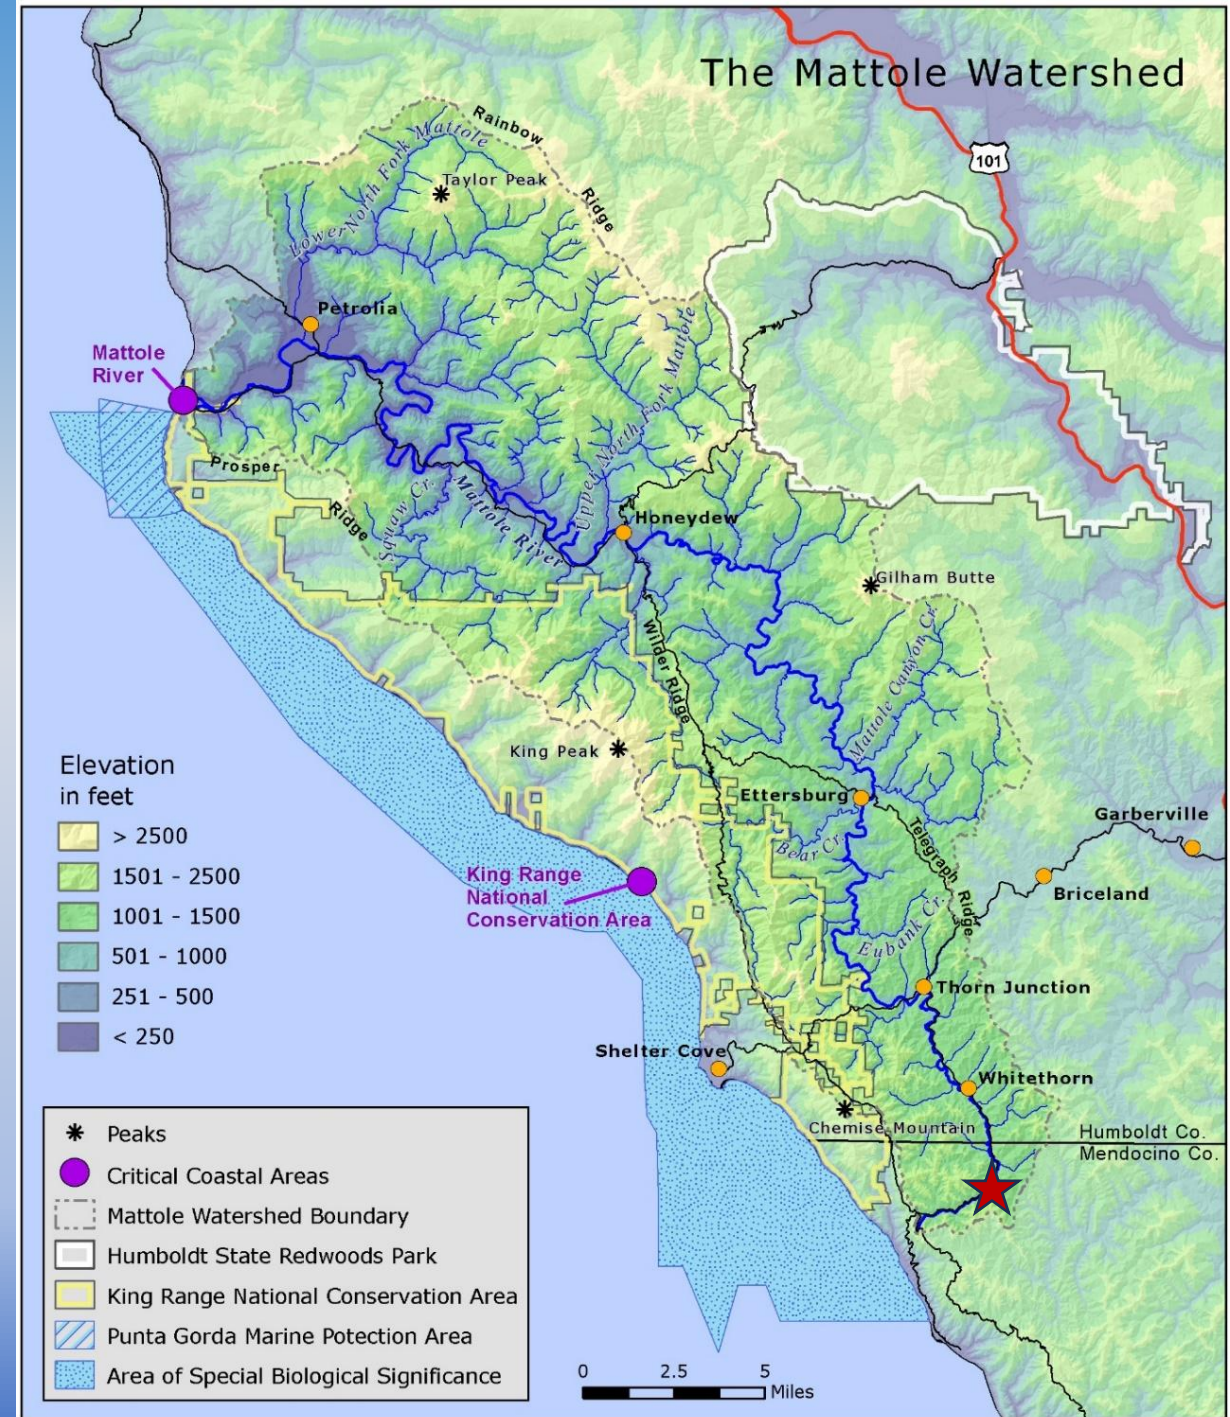 The Mattole Watershed
101
Rainbow
Ridge
Lower North Fork Mattole
Taylor Peak
Petrolia
Mattole
River
Upper North Fork Mattole
Prosper
Ridge
Squaw Cr.
Mattole River
Honeydew
Gilham Butte
Wilder Ridge
Mattole Canyon Cr.
King Peak
Ettersburg
Bear Cr.
Telegraph Ridge
Garberville
Briceland
King Range
National
Conservation Area
Eubank Cr.
Thorn Junction
Shelter Cove
Whitethorn
Chemise Mountain
Humboldt Co.
Mendocino Co.
Elevation
in feet
> 2500
1501 - 2500
1001 - 1500
501 - 1000
251 - 500
< 250
Peaks
Critical Coastal Areas
Mattole Watershed Boundary
Humboldt State Redwoods Park
King Range National Conservation Area
Punta Gorda Marine Potection Area
Area of Special Biological Significance
0 2.5 5
Miles